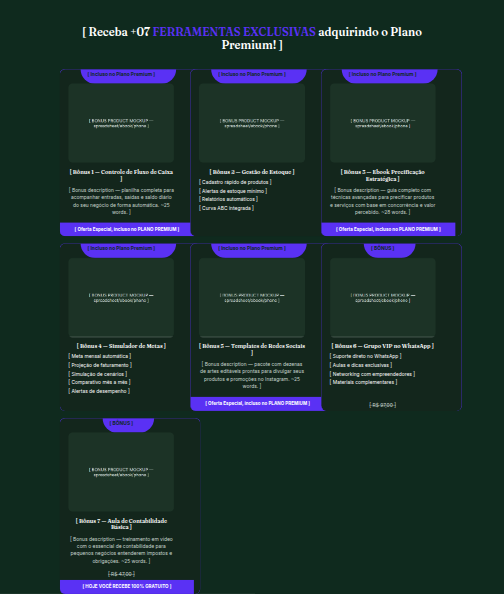 [ Receba +07 FERRAMENTAS EXCLUSIVAS adquirindo o Plano
Premium! ]
[ Incluso no Plano Premium ]
[ BONUS PRODUCT MOCKUP —
spreadsheet/ebook/phone ]
[ Bônus 1 — Controle de Fluxo de Caixa
]
[ Bonus description — planilha completa para
acompanhar entradas, saídas e saldo diário
do seu negócio de forma automática. ~25
words. ]
[ Oferta Especial, incluso no PLANO PREMIUM ]
[ Incluso no Plano Premium ]
[ BONUS PRODUCT MOCKUP —
spreadsheet/ebook/phone ]
[ Bônus 2 — Gestão de Estoque ]
[ Cadastro rápido de produtos ]
[ Alertas de estoque mínimo ]
[ Relatórios automáticos ]
[ Curva ABC integrada ]
[ Incluso no Plano Premium ]
[ BONUS PRODUCT MOCKUP —
spreadsheet/ebook/phone ]
[ Bônus 3 — Ebook Precificação
Estratégica ]
[ Bonus description — guia completo com
técnicas avançadas para precificar produtos
e serviços com base em concorrência e valor
percebido. ~25 words. ]
[ Oferta Especial, incluso no PLANO PREMIUM ]
[ Incluso no Plano Premium ]
[ BONUS PRODUCT MOCKUP —
spreadsheet/ebook/phone ]
[ Bônus 4 — Simulador de Metas ]
[ Meta mensal automática ]
[ Projeção de faturamento ]
[ Simulação de cenários ]
[ Comparativo mês a mês ]
[ Alertas de desempenho ]
[ Incluso no Plano Premium ]
[ BONUS PRODUCT MOCKUP —
spreadsheet/ebook/phone ]
[ Bônus 5 — Templates de Redes Sociais
]
[ Bonus description — pacote com dezenas
de artes editáveis prontas para divulgar seus
produtos e promoções no Instagram. ~25
words. ]
[ Oferta Especial, incluso no PLANO PREMIUM ]
[ BÔNUS ]
[ BONUS PRODUCT MOCKUP —
spreadsheet/ebook/phone ]
[ Bônus 6 — Grupo VIP no WhatsApp ]
[ Suporte direto no WhatsApp ]
[ Aulas e dicas exclusivas ]
[ Networking com empreendedores ]
[ Materiais complementares ]
[ BÔNUS ]
[ BONUS PRODUCT MOCKUP —
spreadsheet/ebook/phone ]
[ Bônus 7 — Aula de Contabilidade
Básica ]
[ Bonus description — treinamento em vídeo
com o essencial de contabilidade para
pequenos negócios entenderem impostos e
obrigações. ~25 words. ]
[ R$ 47,00 ]
[ HOJE VOCÊ RECEBE 100% GRATUITO ]